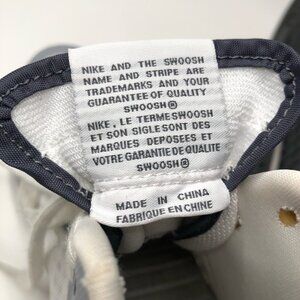 NIKE AND THE SWOOSH
NAME AND STRIPE ARE
TRADEMARKS AND YOUR
GUARANTEE OF QUALITY
SWOOSH®
NIKE, LE TERME SWOOSH
ET SON SIGLE SONT DES
MARQUES DEPOSÉES ET
VOTRE GARANTIE DE QUALITE
SWOOSH®
MADE IN CHINA
FABRIQUE EN CHINE